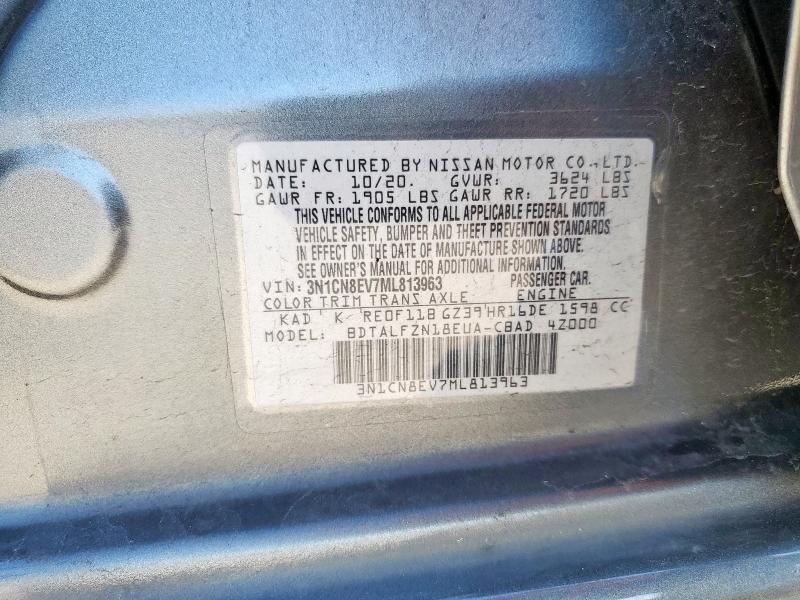 MANUFACTURED BY NISSAN MOTOR CO., LTD.
DATE: 10/20. GVWR: 3624 LBS
GAWR FR: 1905 LBS GAWR RR: 1720 LBS
THIS VEHICLE CONFORMS TO ALL APPLICABLE FEDERAL MOTOR
VEHICLE SAFETY, BUMPER AND THEFT PREVENTION STANDARDS
IN EFFECT ON THE DATE OF MANUFACTURE SHOWN ABOVE.
SEE OWNER'S MANUAL FOR ADDITIONAL INFORMATION.
VIN: 3N1CN8EV7ML813963 PASSENGER CAR.
COLOR TRIM TRANS AXLE ENGINE
KAD K RE0F11B GZ39 HR16DE 1598 CC
MODEL: BDTALFZN18EUA-CBAD 4Z000
3N1CN8EV7ML813963